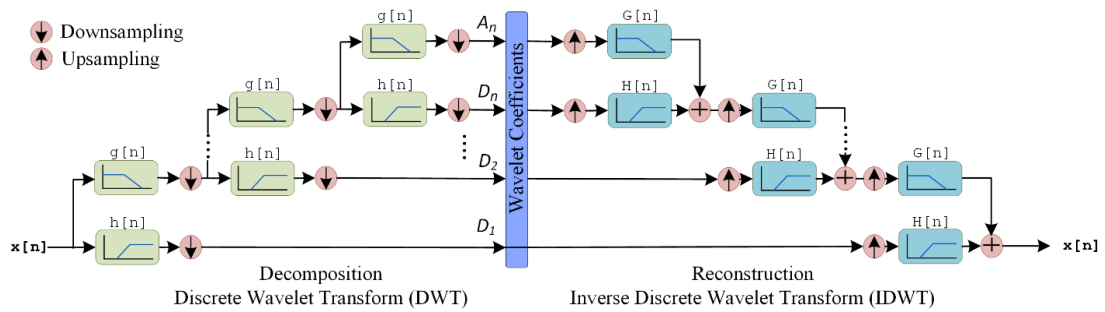 Downsampling
Upsampling
g[n]
A_n
G[n]
g[n]
h[n]
D_n
H[n]
G[n]
g[n]
h[n]
D_2
H[n]
G[n]
x[n]
h[n]
D_1
H[n]
x[n]
Wavelet Coefficients
Decomposition
Discrete Wavelet Transform (DWT)
Reconstruction
Inverse Discrete Wavelet Transform (IDWT)